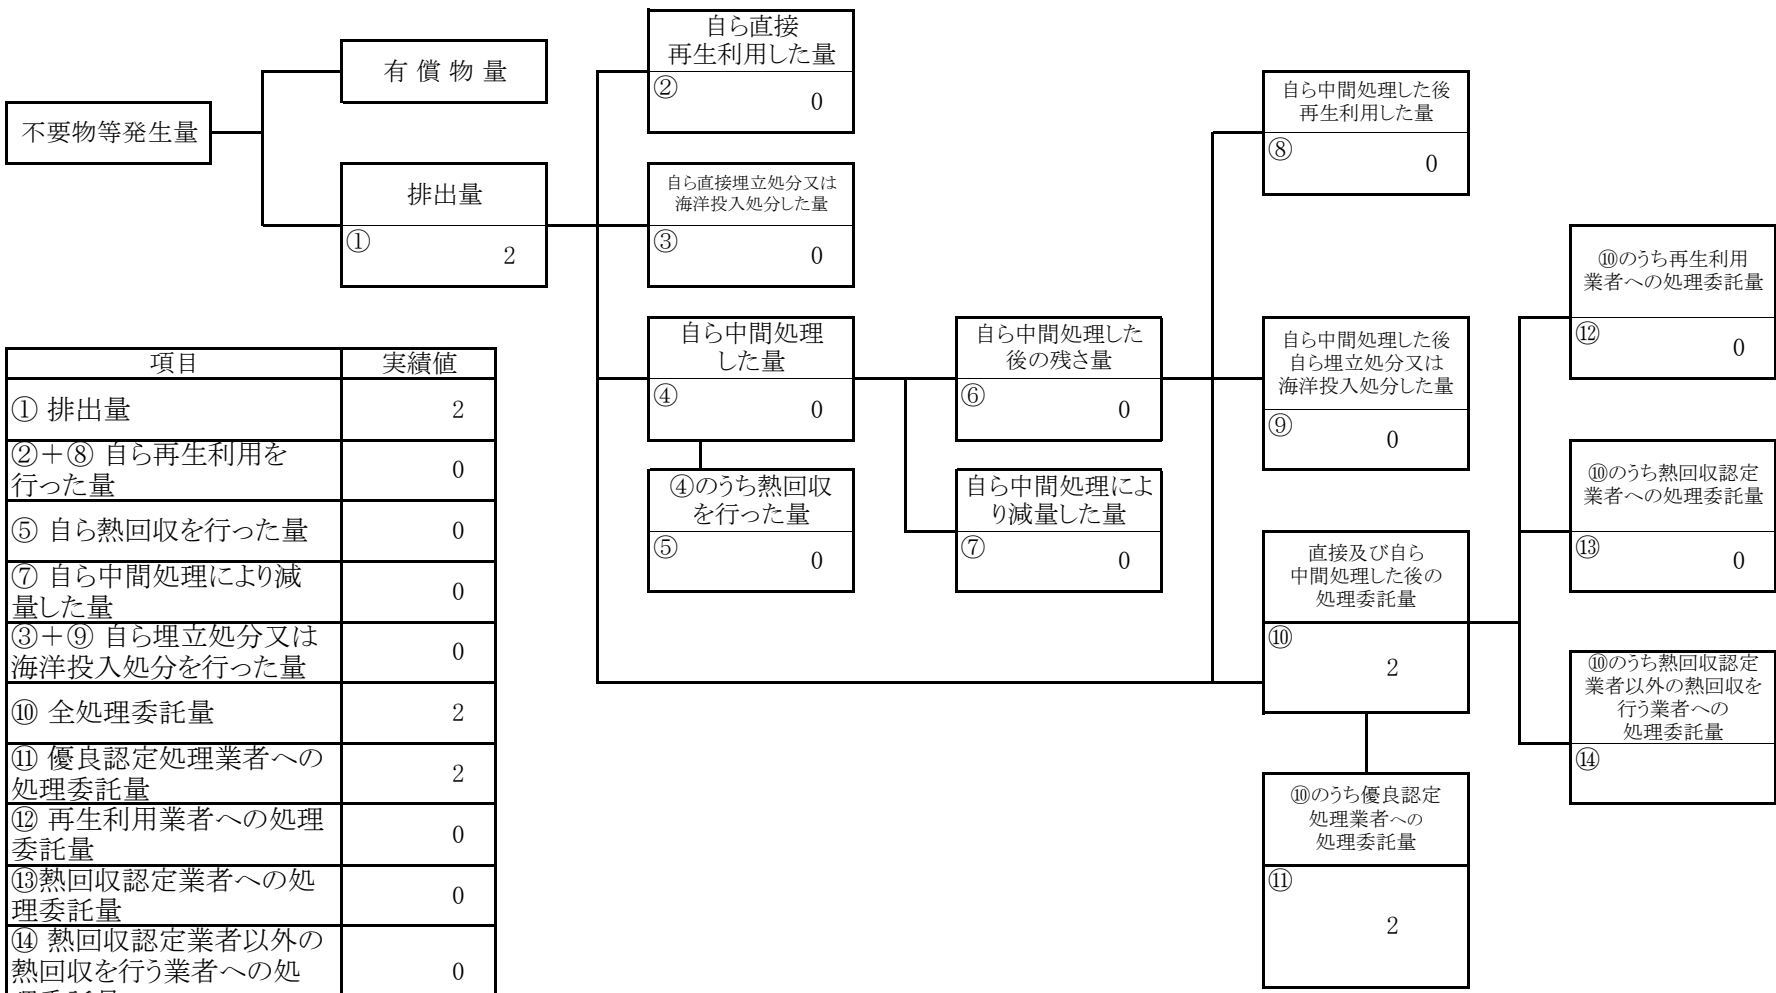 不要物等発生量
有 償 物 量
排出量
①
2
自ら直接
再生利用した量
②
0
自ら直接埋立処分又は
海洋投入処分した量
③
0
自ら中間処理
した量
④
0
④のうち熱回収
を行った量
⑤
0
自ら中間処理した
後の残さ量
⑥
0
自ら中間処理によ
り減量した量
⑦
0
自ら中間処理した後
再生利用した量
⑧
0
自ら中間処理した後
自ら埋立処分又は
海洋投入処分した量
⑨
0
直接及び自ら
中間処理した後の
処理委託量
⑩
2
⑩のうち優良認定
処理業者への
処理委託量
⑪
2
⑩のうち再生利用
業者への処理委託量
⑫
0
⑩のうち熱回収認定
業者への処理委託量
⑬
0
⑩のうち熱回収認定
業者以外の熱回収を
行う業者への
処理委託量
⑭
項目 実績値
① 排出量 2
②＋⑧ 自ら再生利用を
行った量 0
⑤ 自ら熱回収を行った量 0
⑦ 自ら中間処理により減
量した量 0
③＋⑨ 自ら埋立処分又は
海洋投入処分を行った量 0
⑩ 全処理委託量 2
⑪ 優良認定処理業者への
処理委託量 2
⑫ 再生利用業者への処理
委託量 0
⑬熱回収認定業者への処
理委託量 0
⑭ 熱回収認定業者以外の
熱回収を行う業者への処 0